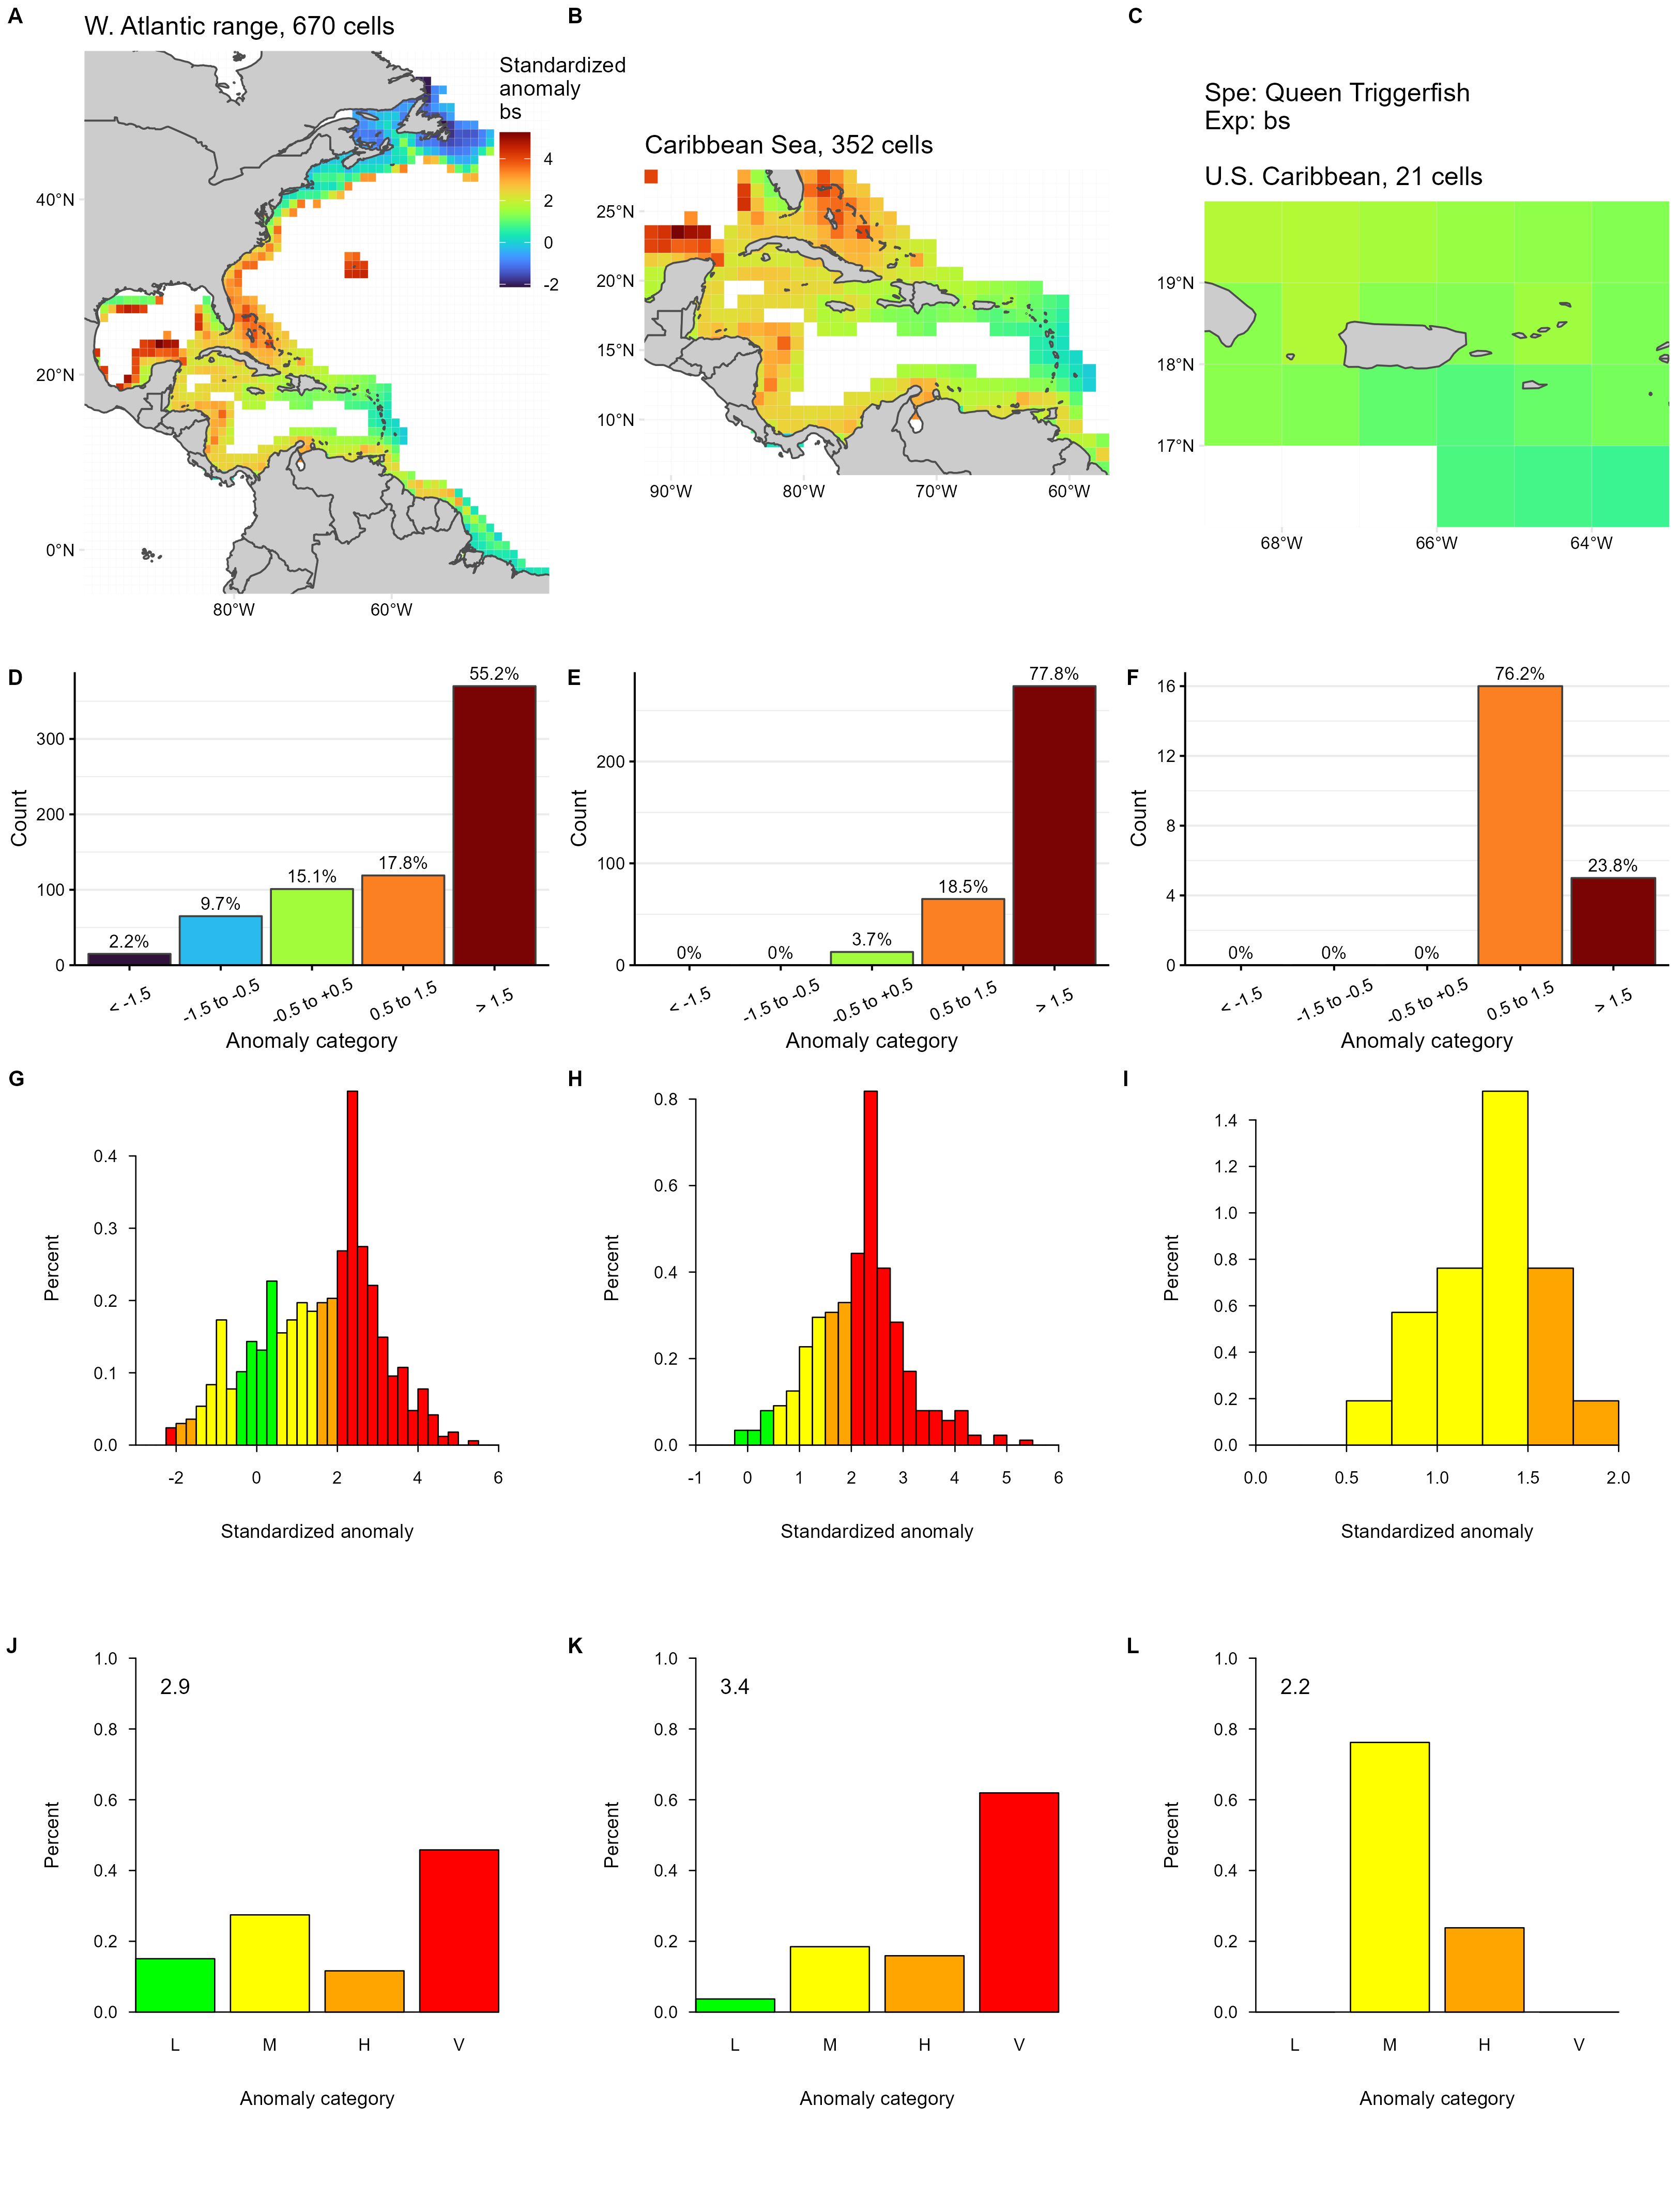 A
W. Atlantic range, 670 cells
Standardized
anomaly
bs
4
2
0
-2
40°N
20°N
0°N
80°W
60°W
B
Caribbean Sea, 352 cells
25°N
20°N
15°N
10°N
90°W
80°W
70°W
60°W
C
Spe: Queen Triggerfish
Exp: bs
U.S. Caribbean, 21 cells
19°N
18°N
17°N
68°W
66°W
64°W
D
Count
300
200
100
0
2.2%
9.7%
15.1%
17.8%
55.2%
< -1.5
-1.5 to -0.5
-0.5 to +0.5
0.5 to 1.5
> 1.5
Anomaly category
E
Count
200
100
0
0%
0%
3.7%
18.5%
77.8%
< -1.5
-1.5 to -0.5
-0.5 to +0.5
0.5 to 1.5
> 1.5
Anomaly category
F
Count
16
12
8
4
0
0%
0%
0%
76.2%
23.8%
< -1.5
-1.5 to -0.5
-0.5 to +0.5
0.5 to 1.5
> 1.5
Anomaly category
G
Percent
0.4
0.3
0.2
0.1
0.0
-2
0
2
4
6
Standardized anomaly
H
Percent
0.8
0.6
0.4
0.2
0.0
-1
0
1
2
3
4
5
6
Standardized anomaly
I
Percent
1.4
1.2
1.0
0.8
0.6
0.4
0.2
0.0
0.0
0.5
1.0
1.5
2.0
Standardized anomaly
J
2.9
Percent
1.0
0.8
0.6
0.4
0.2
0.0
L
M
H
V
Anomaly category
K
3.4
Percent
1.0
0.8
0.6
0.4
0.2
0.0
L
M
H
V
Anomaly category
L
2.2
Percent
1.0
0.8
0.6
0.4
0.2
0.0
L
M
H
V
Anomaly category